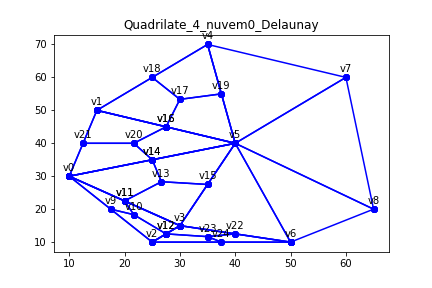 Quadrilate_4_nuvem0_Delaunay
v4
70
v18
v7
60
v17
v19
v1
50
v16
v21
v20
v5
40
v14
v0
v13
v15
30
v11
v9
v10
v3
v8
20
v12
v2
v23
v24
v22
v6
10
10
20
30
40
50
60